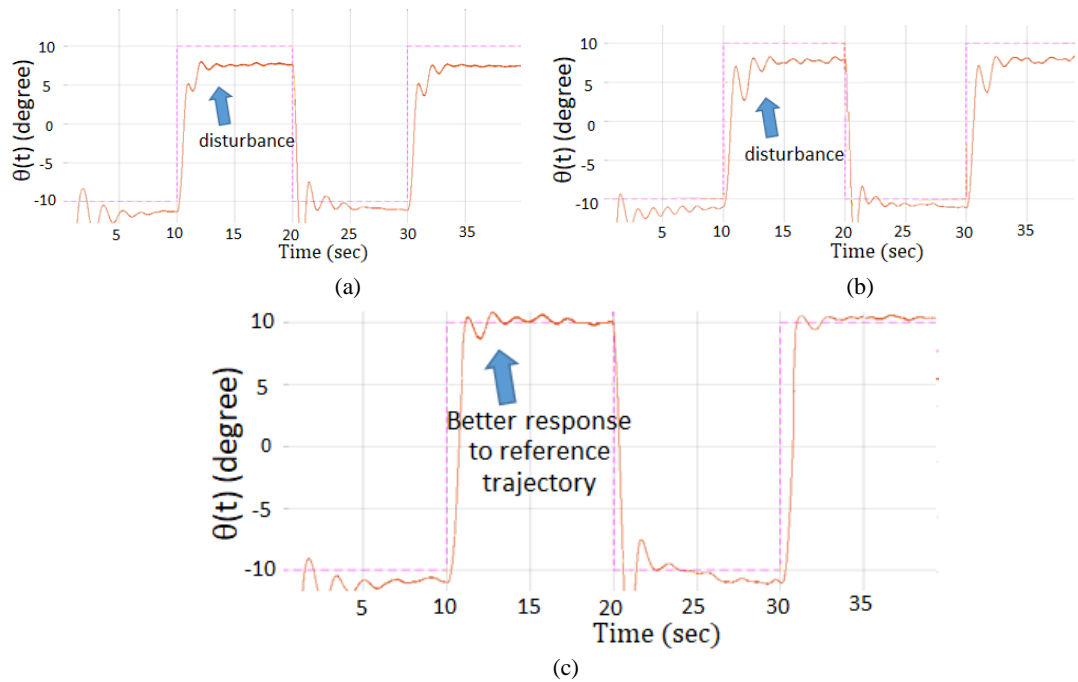 θ(t) (degree)
10
5
0
-5
-10
disturbance
5 10 15 20 25 30 35
Time (sec)
(a)
θ(t) (degree)
10
5
0
-5
-10
disturbance
5 10 15 20 25 30 35
Time (sec)
(b)
θ(t) (degree)
10
5
0
-5
-10
Better response
to reference
trajectory
5 10 15 20 25 30 35
Time (sec)
(c)